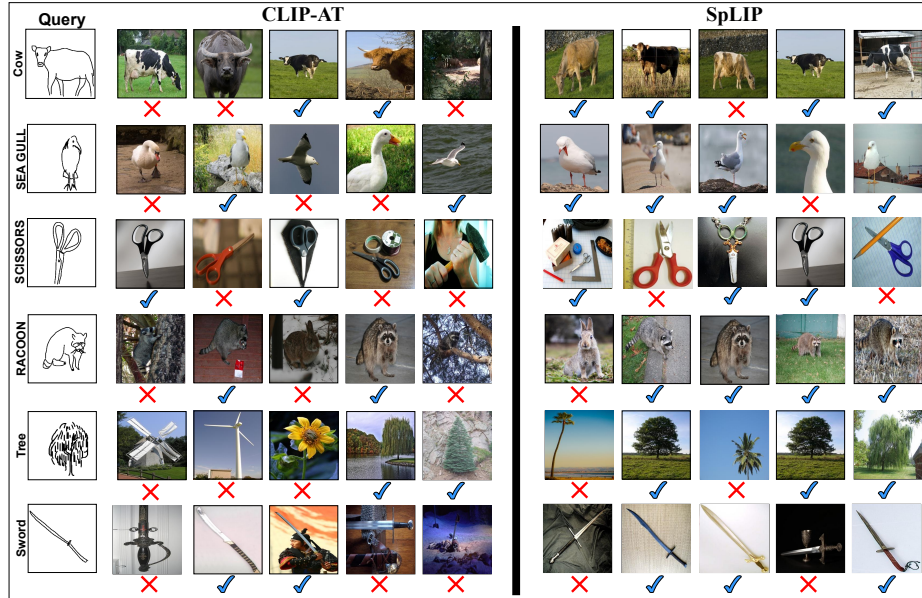 Query
CLIP-AT
SpLIP
Cow
SEA GULL
SCISSORS
RACOON
Tree
Sword